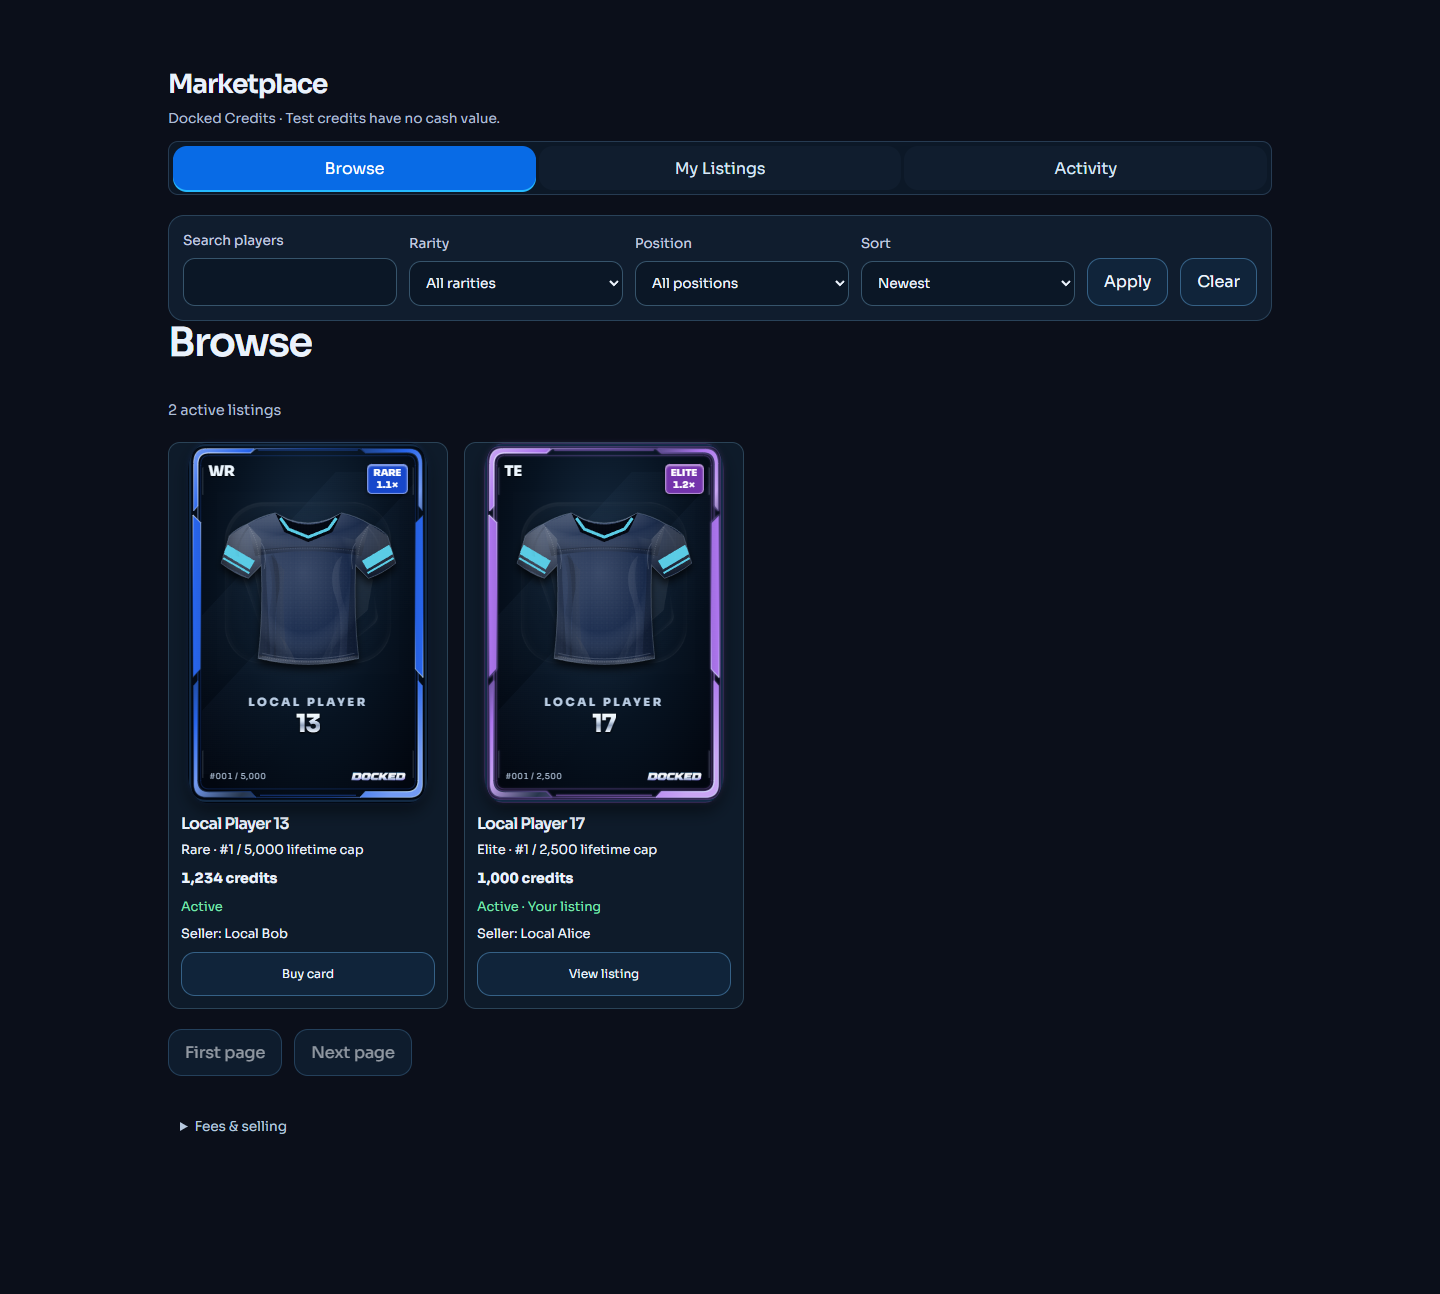 Marketplace
Docked Credits · Test credits have no cash value.
Browse
My Listings
Activity
Search players
Rarity
Position
Sort
All rarities
All positions
Newest
Apply
Clear
Browse
2 active listings
WR
RARE
1.1×
LOCAL PLAYER
13
#001 / 5,000
DOCKED
Local Player 13
Rare · #1 / 5,000 lifetime cap
1,234 credits
Active
Seller: Local Bob
Buy card
TE
ELITE
1.2×
LOCAL PLAYER
17
#001 / 2,500
DOCKED
Local Player 17
Elite · #1 / 2,500 lifetime cap
1,000 credits
Active · Your listing
Seller: Local Alice
View listing
First page
Next page
Fees & selling